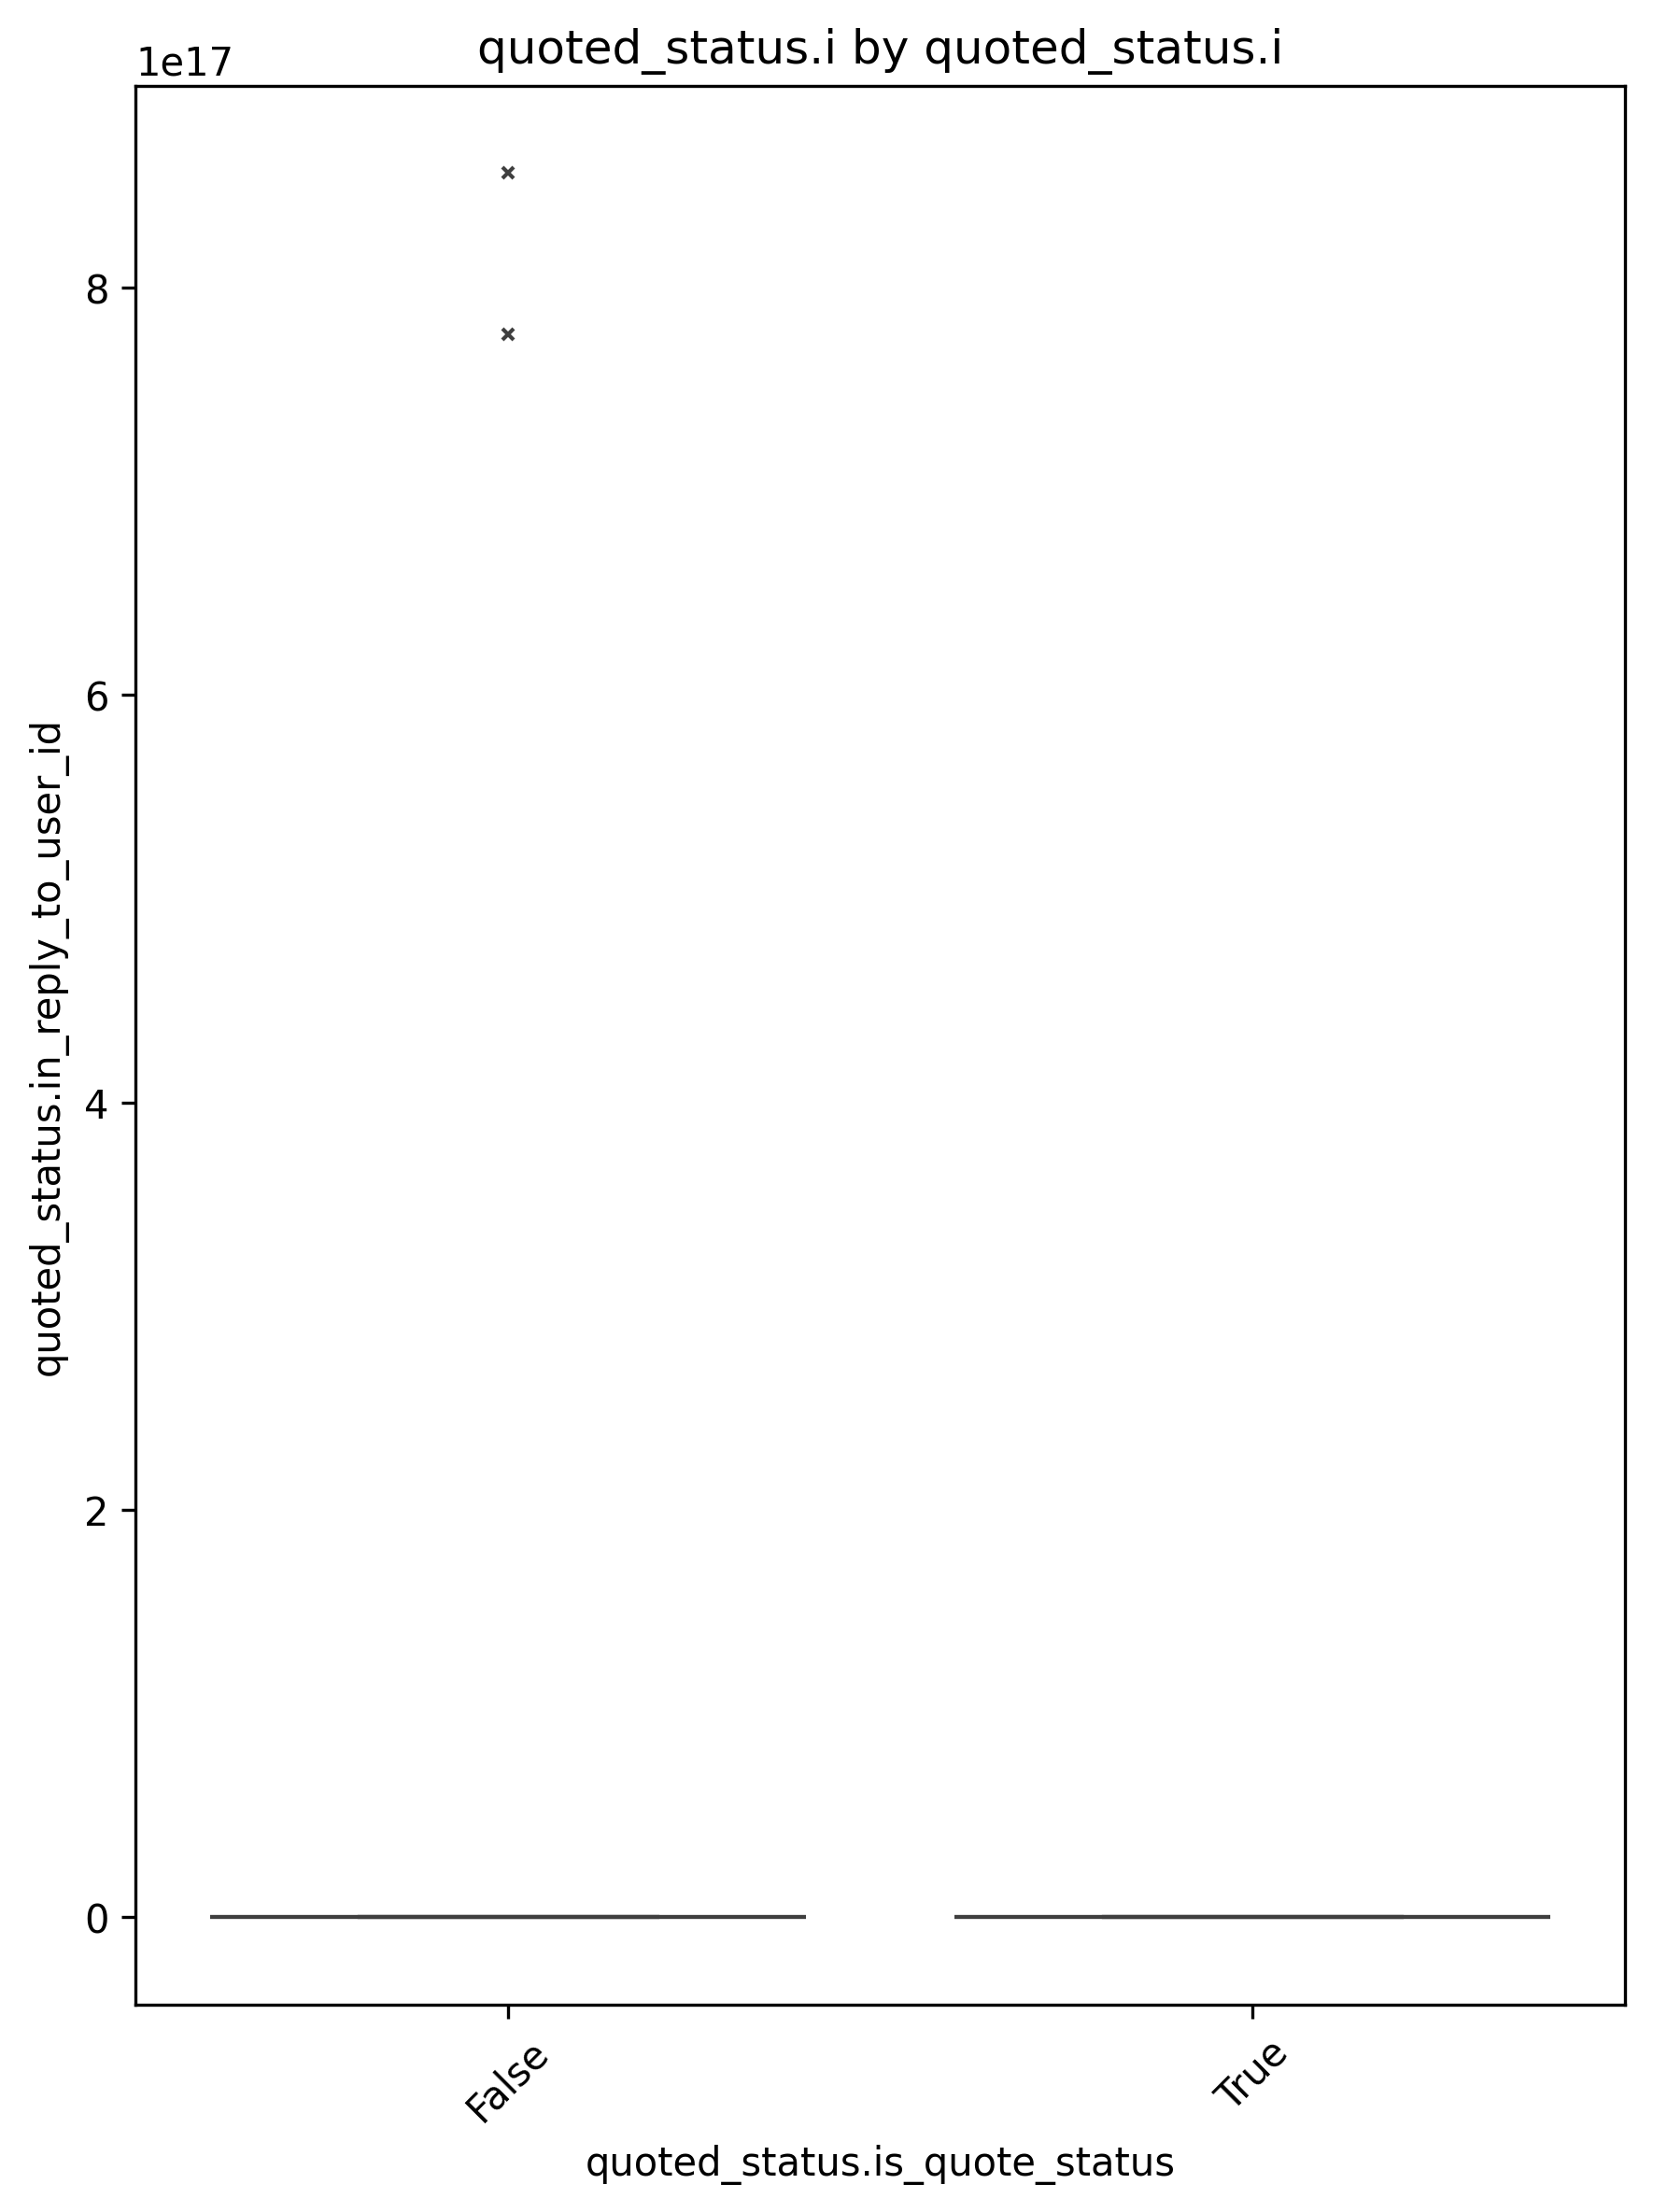 quoted_status.i by quoted_status.i
1e17
8
6
4
2
0
quoted_status.in_reply_to_user_id
False
True
quoted_status.is_quote_status